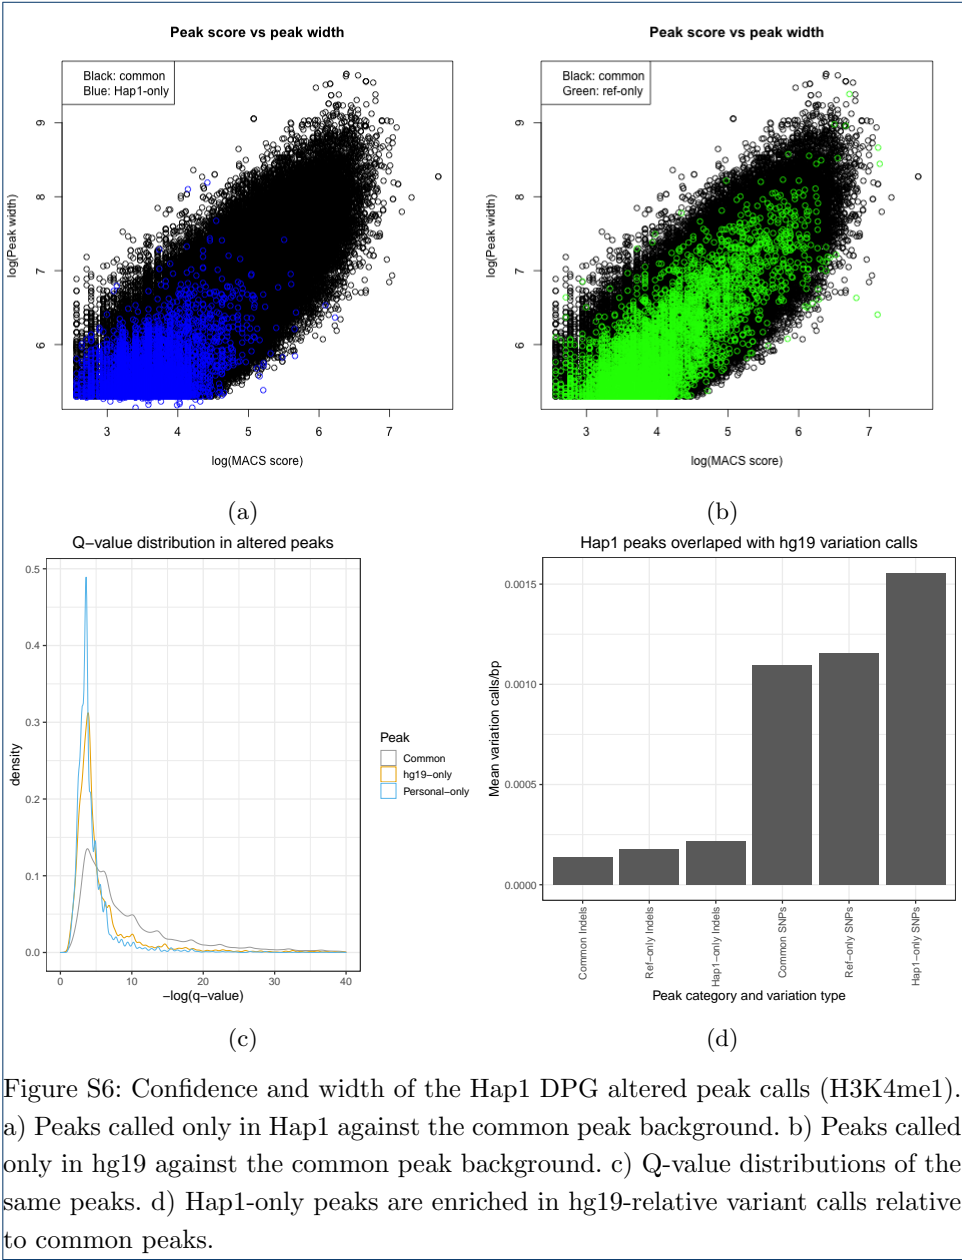 Peak score vs peak width
Black: common
Blue: Hap1-only
log(Peak width)
9
8
7
6
3 4 5 6 7
log(MACS score)
(a)
Peak score vs peak width
Black: common
Green: ref-only
log(Peak width)
9
8
7
6
3 4 5 6 7
log(MACS score)
(b)
Q−value distribution in altered peaks
density
0.5
0.4
0.3
0.2
0.1
0.0
0 10 20 30 40
−log(q−value)
Peak
Common
hg19−only
Personal−only
(c)
Hap1 peaks overlaped with hg19 variation calls
Mean variation calls/bp
0.0015
0.0010
0.0005
0.0000
Common Indels
Ref−only Indels
Hap1−only Indels
Common SNPs
Ref−only SNPs
Hap1−only SNPs
Peak category and variation type
(d)
Figure S6: Confidence and width of the Hap1 DPG altered peak calls (H3K4me1).
a) Peaks called only in Hap1 against the common peak background. b) Peaks called
only in hg19 against the common peak background. c) Q-value distributions of the
same peaks. d) Hap1-only peaks are enriched in hg19-relative variant calls relative
to common peaks.